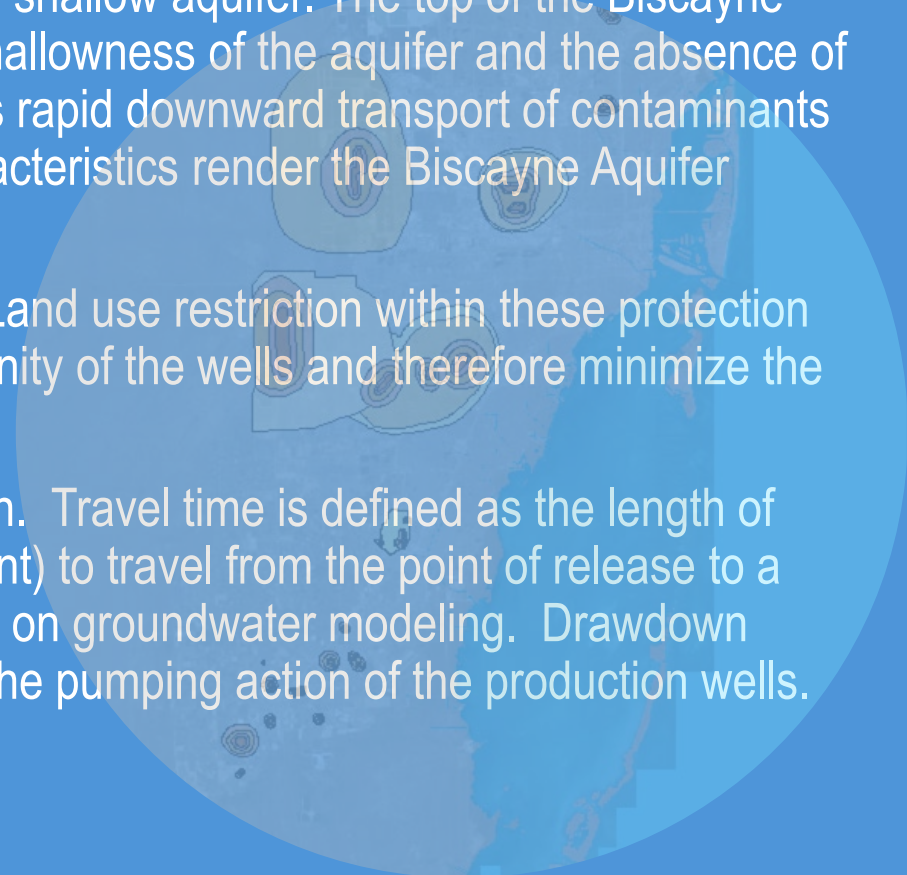 shallow aquifer. The top of the Biscayne
allowness of the aquifer and the absence of
s rapid downward transport of contaminants
acteristics render the Biscayne Aquifer
and use restriction within these protection
nity of the wells and therefore minimize the
n. Travel time is defined as the length of
nt) to travel from the point of release to a
on groundwater modeling. Drawdown
he pumping action of the production wells.